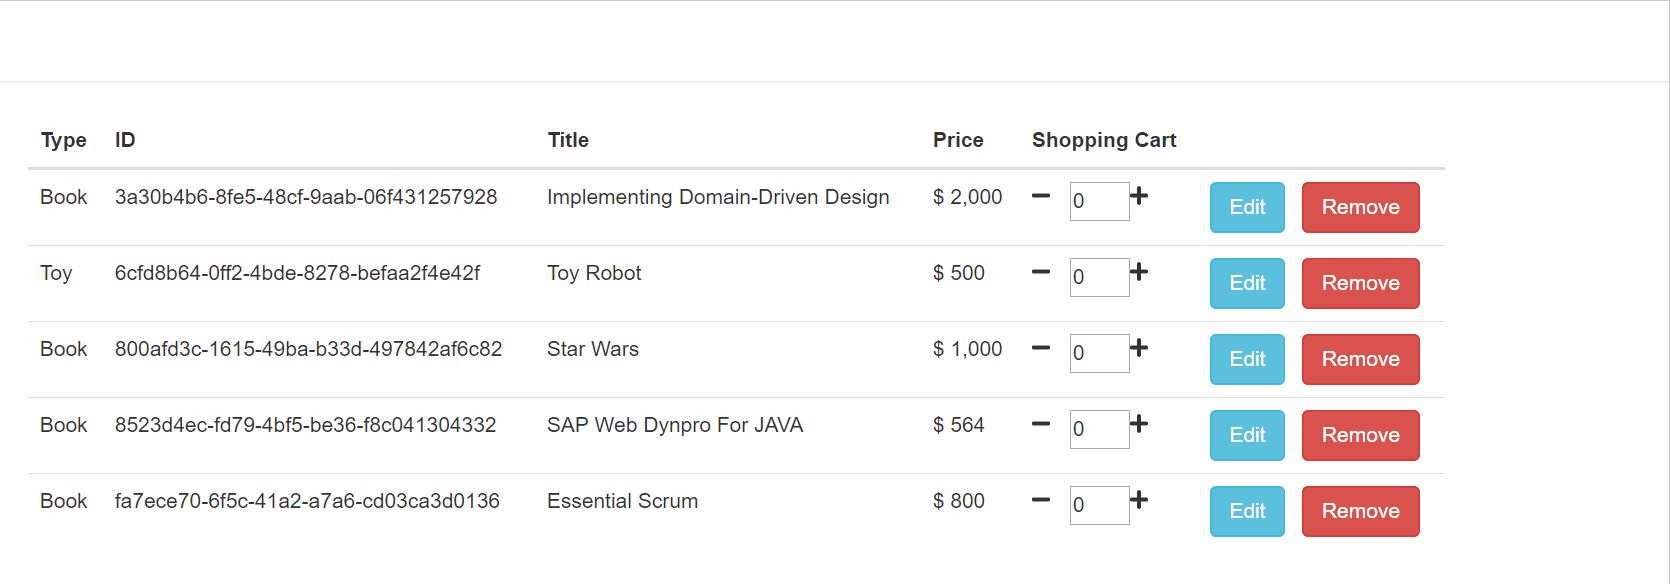 Type ID Title Price Shopping Cart
Book 3a30b4b6-8fe5-48cf-9aab-06f431257928 Implementing Domain-Driven Design $ 2,000 0 Edit Remove
Toy 6cfd8b64-0ff2-4bde-8278-befaa2f4e42f Toy Robot $ 500 0 Edit Remove
Book 800afd3c-1615-49ba-b33d-497842af6c82 Star Wars $ 1,000 0 Edit Remove
Book 8523d4ec-fd79-4bf5-be36-f8c041304332 SAP Web Dynpro For JAVA $ 564 0 Edit Remove
Book fa7ece70-6f5c-41a2-a7a6-cd03ca3d0136 Essential Scrum $ 800 0 Edit Remove